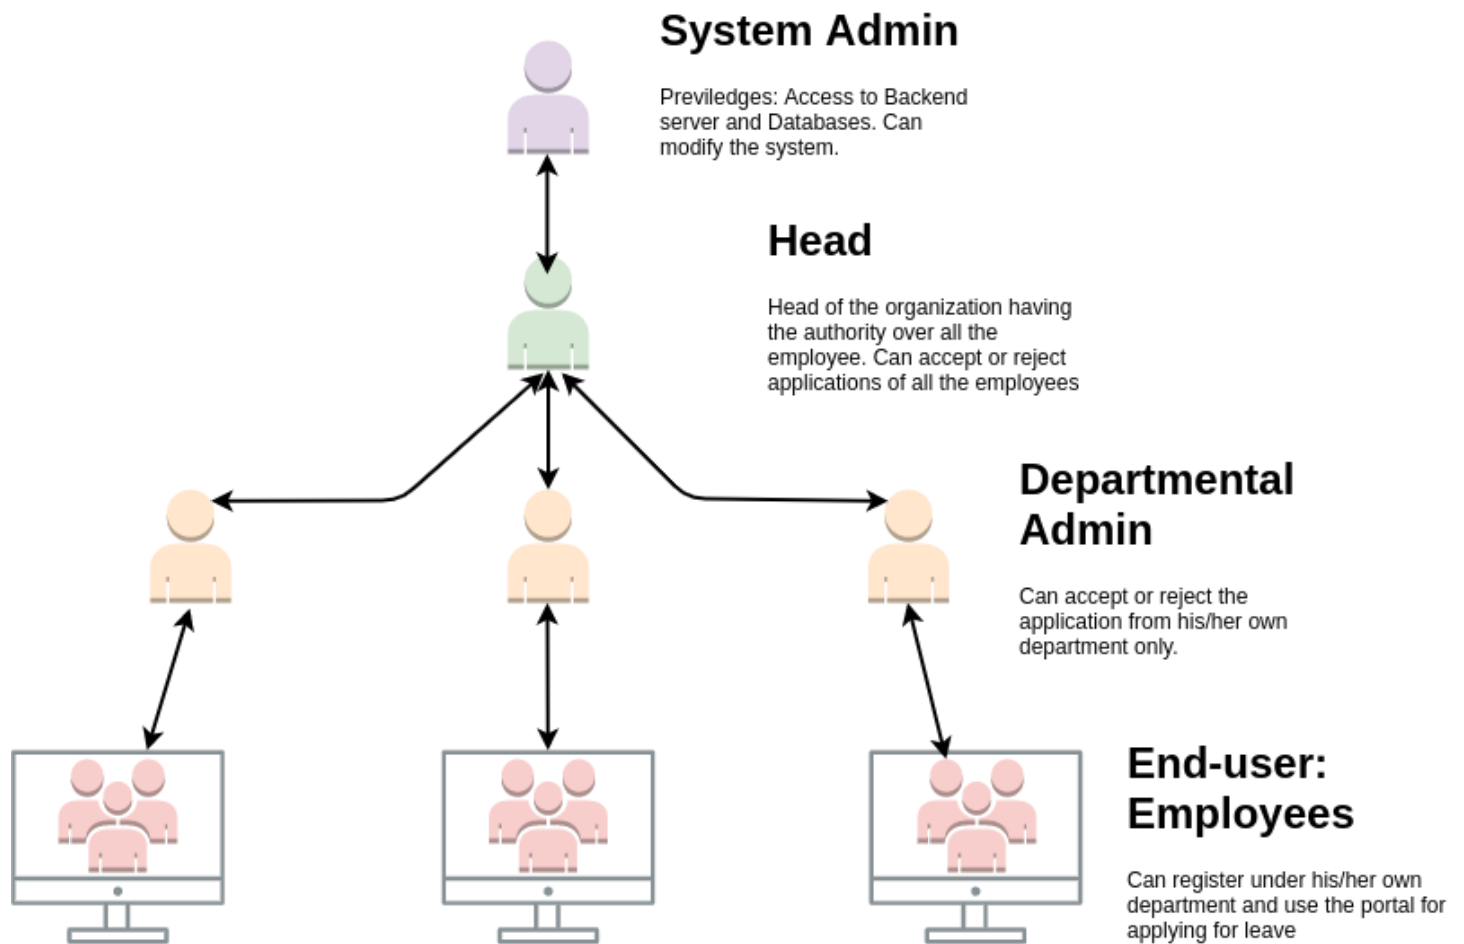 System Admin
Previledges: Access to Backend
server and Databases. Can
modify the system.
Head
Head of the organization having
the authority over all the
employee. Can accept or reject
applications of all the employees
Departmental
Admin
Can accept or reject the
application from his/her own
department only.
End-user:
Employees
Can register under his/her own
department and use the portal for
applying for leave